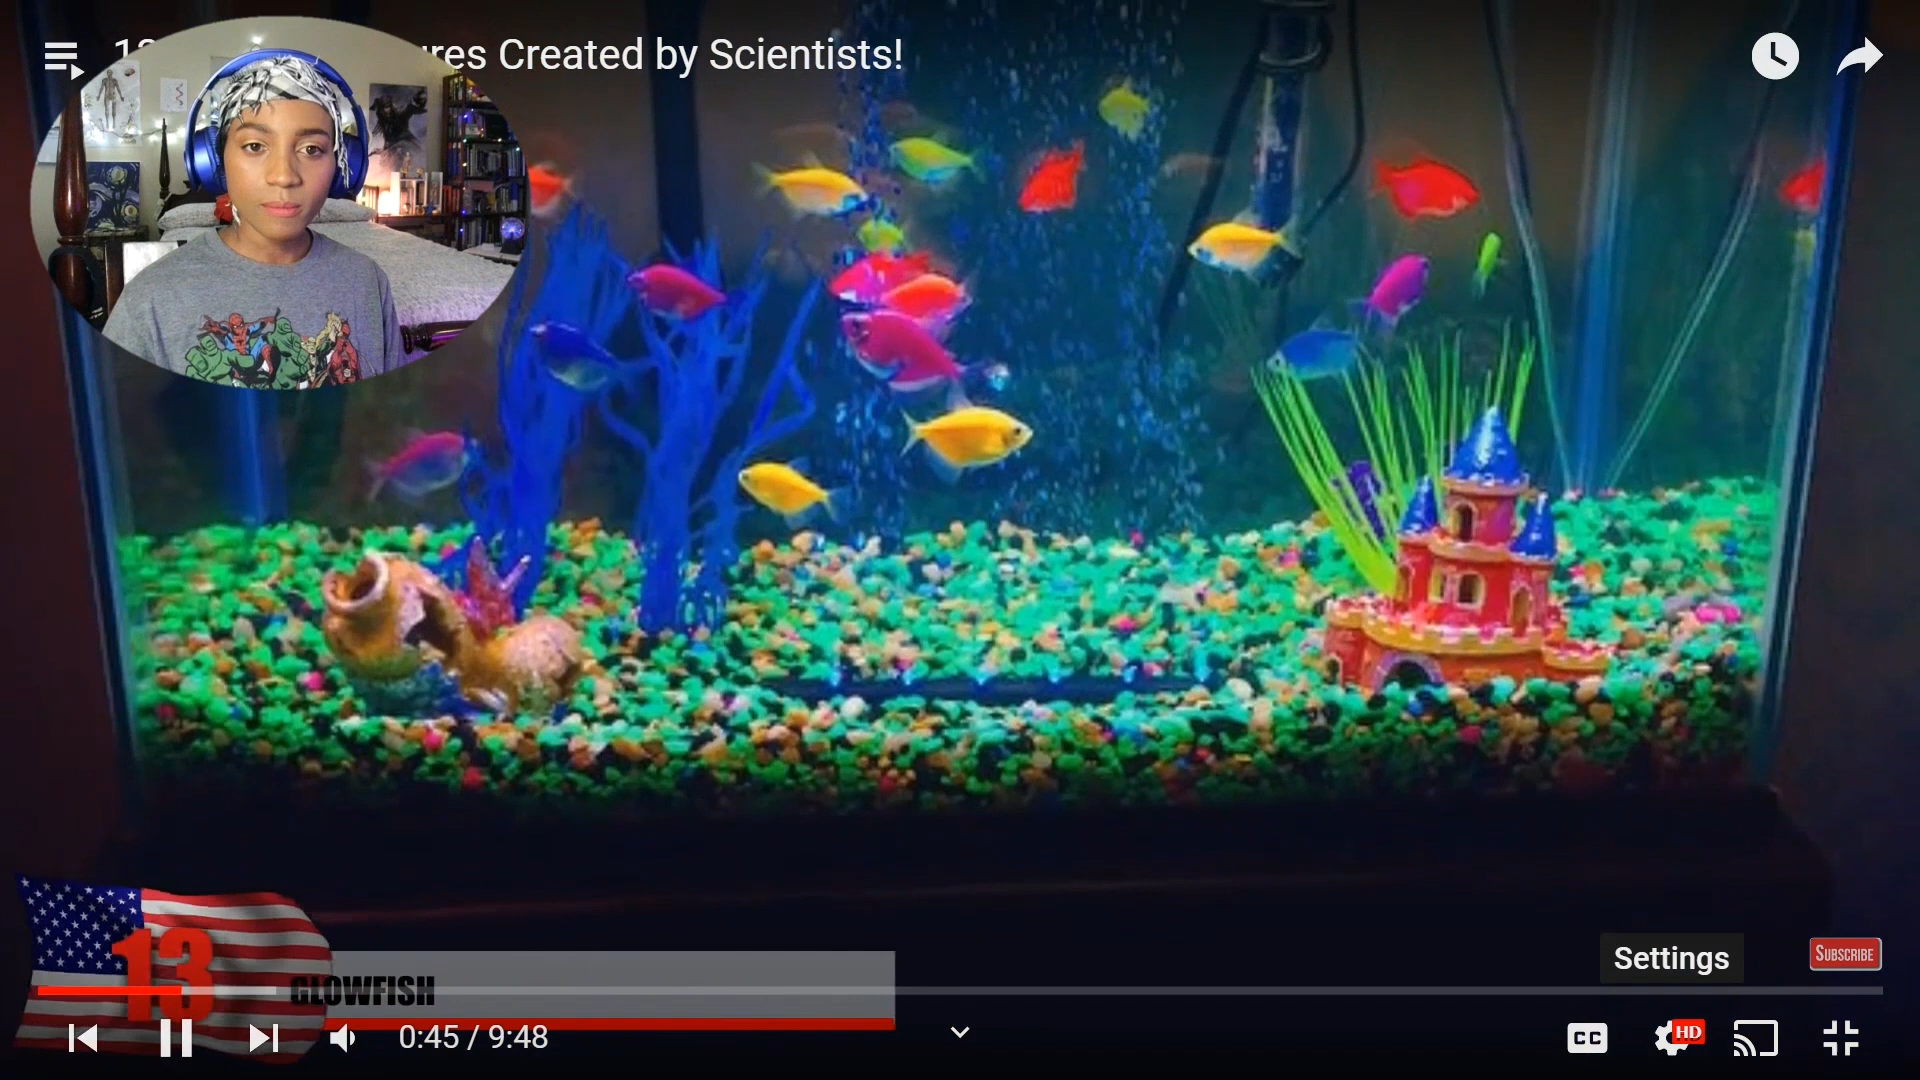 res Created by Scientists!
Settings
SUBSCRIBE
13
GLOWFISH
0:45 / 9:48
CC
HD